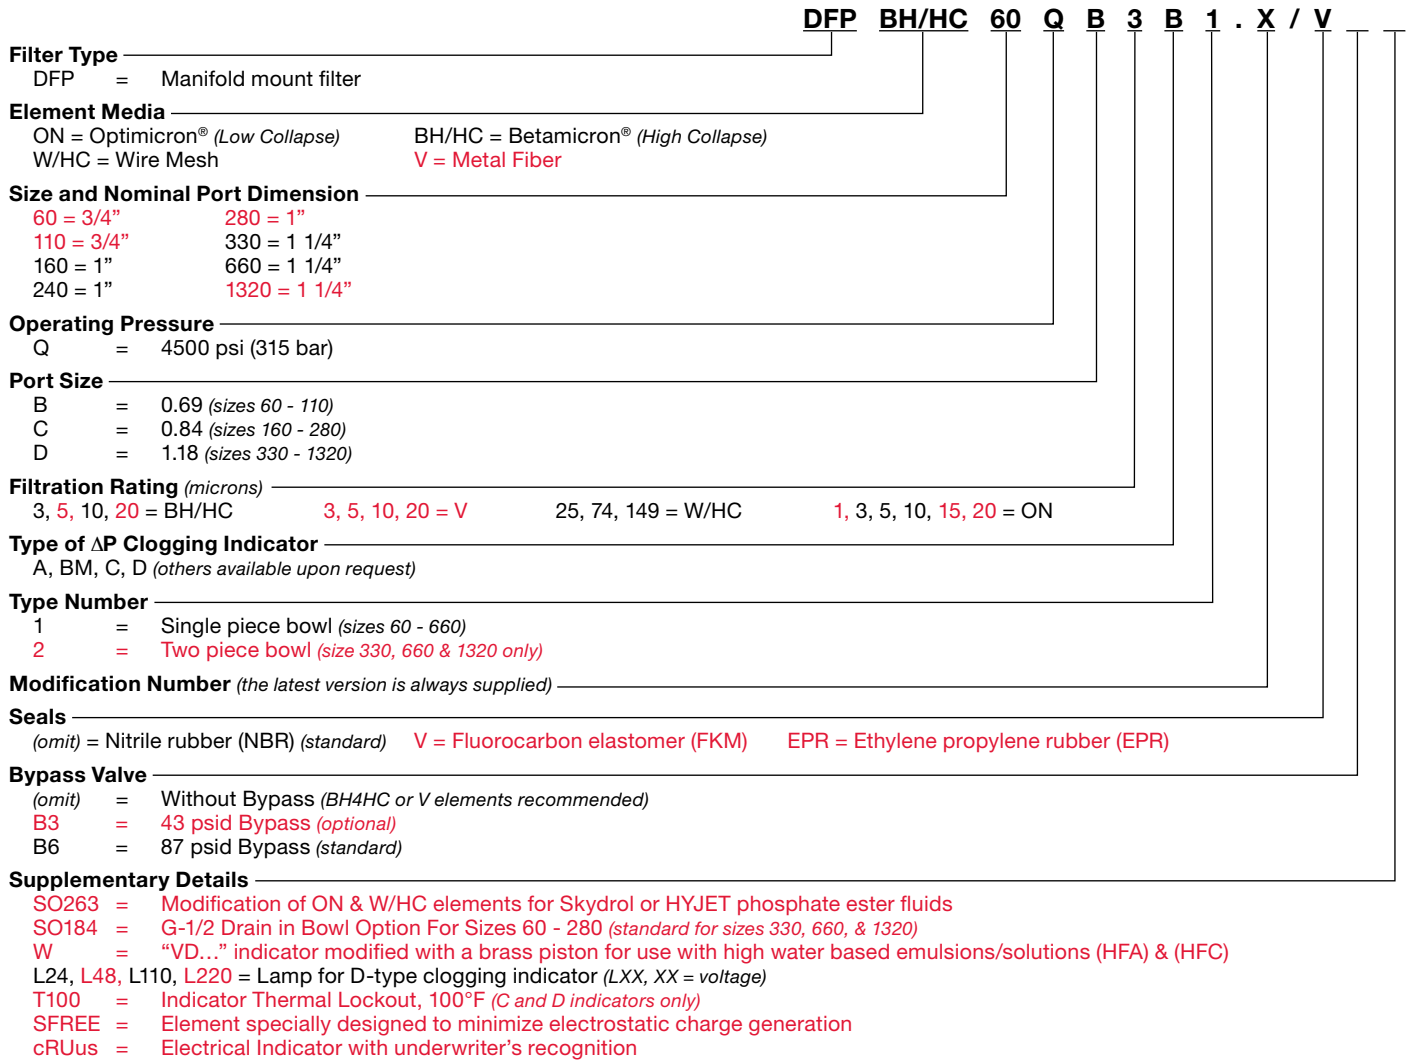 DFP BH/HC 60 Q B 3 B 1 . X / V
Filter Type
DFP = Manifold mount filter
Element Media
ON = Optimicron® (Low Collapse) BH/HC = Betamicron® (High Collapse)
W/HC = Wire Mesh V = Metal Fiber
Size and Nominal Port Dimension
60 = 3/4” 280 = 1”
110 = 3/4” 330 = 1 1/4”
160 = 1” 660 = 1 1/4”
240 = 1” 1320 = 1 1/4”
Operating Pressure
Q = 4500 psi (315 bar)
Port Size
B = 0.69 (sizes 60 - 110)
C = 0.84 (sizes 160 - 280)
D = 1.18 (sizes 330 - 1320)
Filtration Rating (microns)
3, 5, 10, 20 = BH/HC 3, 5, 10, 20 = V 25, 74, 149 = W/HC 1, 3, 5, 10, 15, 20 = ON
Type of ΔP Clogging Indicator
A, BM, C, D (others available upon request)
Type Number
1 = Single piece bowl (sizes 60 - 660)
2 = Two piece bowl (size 330, 660 & 1320 only)
Modification Number (the latest version is always supplied)
Seals
(omit) = Nitrile rubber (NBR) (standard) V = Fluorocarbon elastomer (FKM) EPR = Ethylene propylene rubber (EPR)
Bypass Valve
(omit) = Without Bypass (BH4HC or V elements recommended)
B3 = 43 psid Bypass (optional)
B6 = 87 psid Bypass (standard)
Supplementary Details
SO263 = Modification of ON & W/HC elements for Skydrol or HYJET phosphate ester fluids
SO184 = G-1/2 Drain in Bowl Option For Sizes 60 - 280 (standard for sizes 330, 660, & 1320)
W = “VD…” indicator modified with a brass piston for use with high water based emulsions/solutions (HFA) & (HFC)
L24, L48, L110, L220 = Lamp for D-type clogging indicator (LXX, XX = voltage)
T100 = Indicator Thermal Lockout, 100°F (C and D indicators only)
SFREE = Element specially designed to minimize electrostatic charge generation
cRUus = Electrical Indicator with underwriter’s recognition